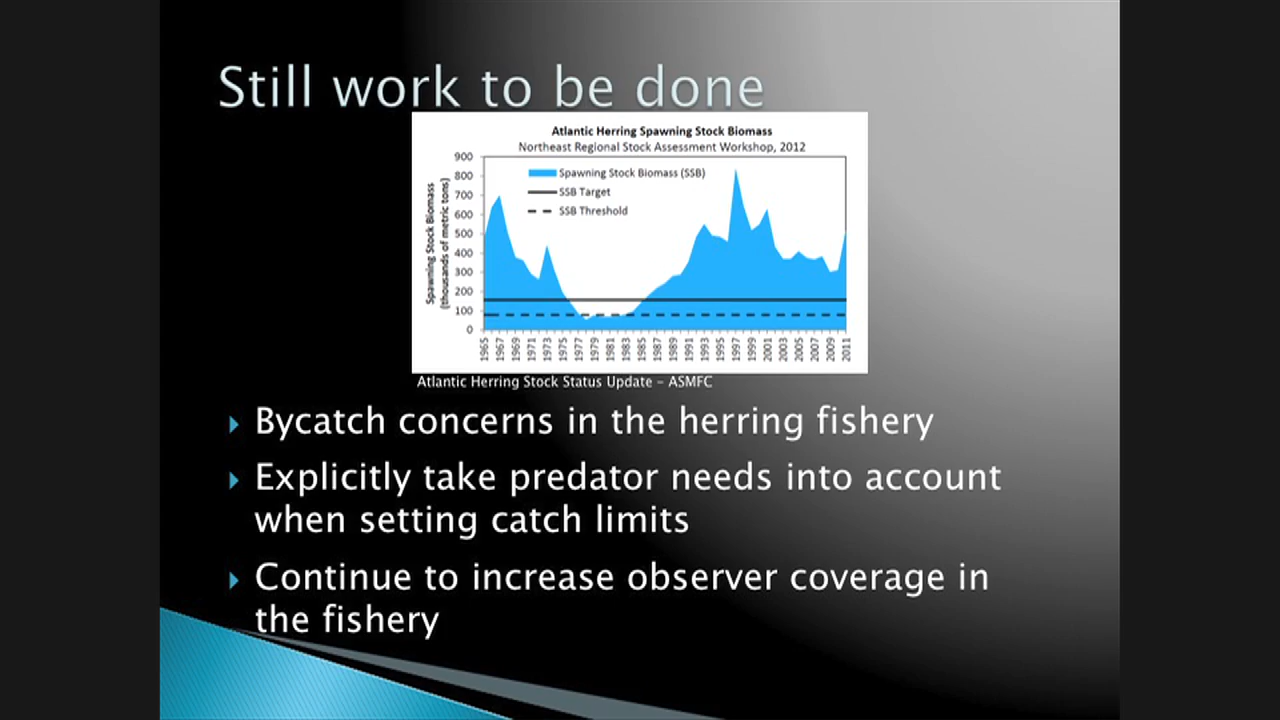 Still work to be done
Atlantic Herring Spawning Stock Biomass
Northeast Regional Stock Assessment Workshop, 2012
Spawning Stock Biomass
(thousands of metric tons)
900
800
700
600
500
400
300
200
100
0
Spawning Stock Biomass (SSB)
SSB Target
SSB Threshold
1965
1967
1969
1971
1973
1975
1977
1979
1981
1983
1985
1987
1989
1991
1993
1995
1997
1999
2001
2003
2005
2007
2009
2011
Atlantic Herring Stock Status Update – ASMFC
Bycatch concerns in the herring fishery
Explicitly take predator needs into account
when setting catch limits
Continue to increase observer coverage in
the fishery